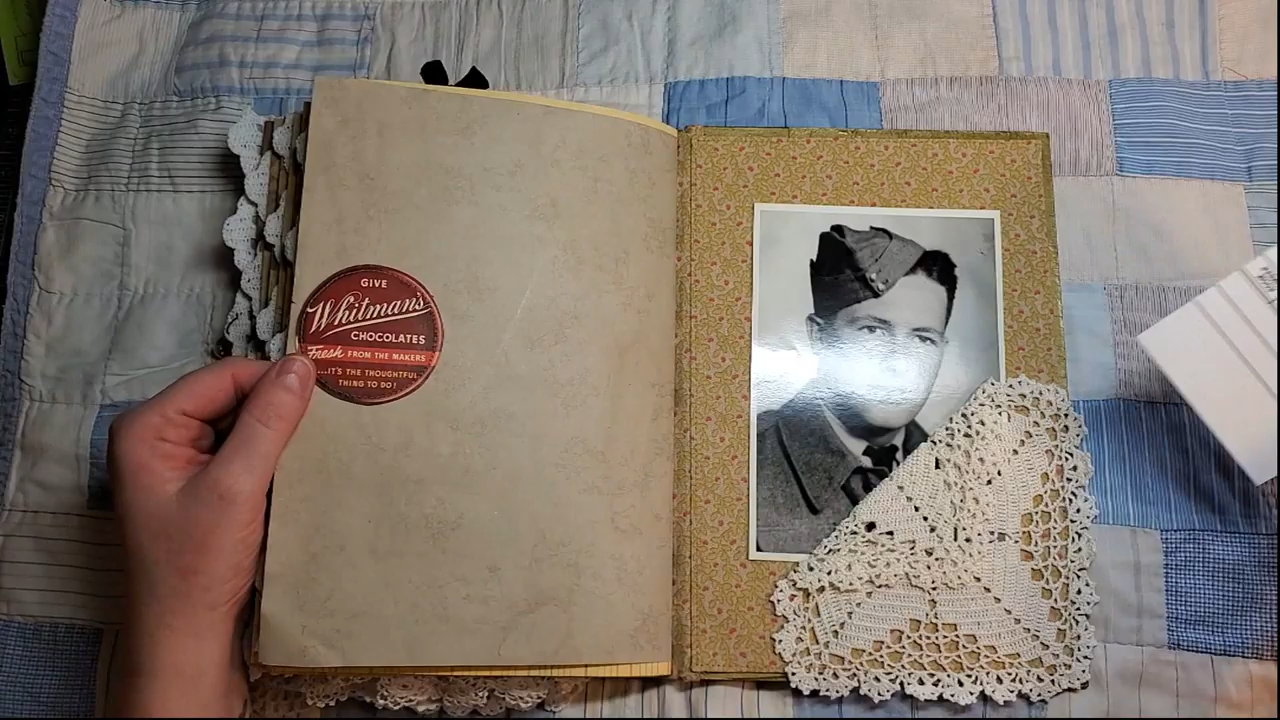 GIVE
Whitman's
CHOCOLATES
Fresh FROM THE MAKERS
...IT'S THE THOUGHTFUL
THING TO DO!